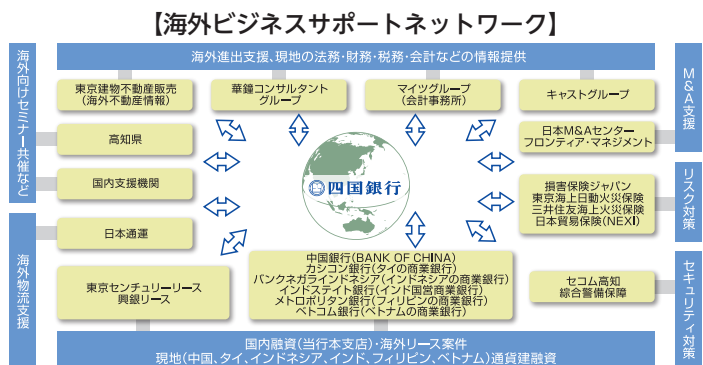 【海外ビジネスサポートネットワーク】
海外進出支援、現地の法務・財務・税務・会計などの情報提供
海外向けセミナー共催など
東京建物不動産販売
(海外不動産情報)
華鐘コンサルタント
グループ
マイツグループ
(会計事務所)
キャストグループ
M&A支援
高知県
日本M&Aセンター
フロンティア・マネジメント
国内支援機関
四国銀行
損害保険ジャパン
東京海上日動火災保険
三井住友海上火災保険
日本貿易保険(NEXI)
リスク対策
日本通運
海外物流支援
東京センチュリーリース
興銀リース
中国銀行(BANK OF CHINA)
カシコン銀行(タイの商業銀行)
バンクネガラインドネシア(インドネシアの商業銀行)
インドステイト銀行(インド国営商業銀行)
メトロポリタン銀行(フィリピンの商業銀行)
ベトコム銀行(ベトナムの商業銀行)
セコム高知
綜合警備保障
セキュリティ対策
国内融資(当行本支店)・海外リース案件
現地(中国、タイ、インドネシア、インド、フィリピン、ベトナム)通貨建融資